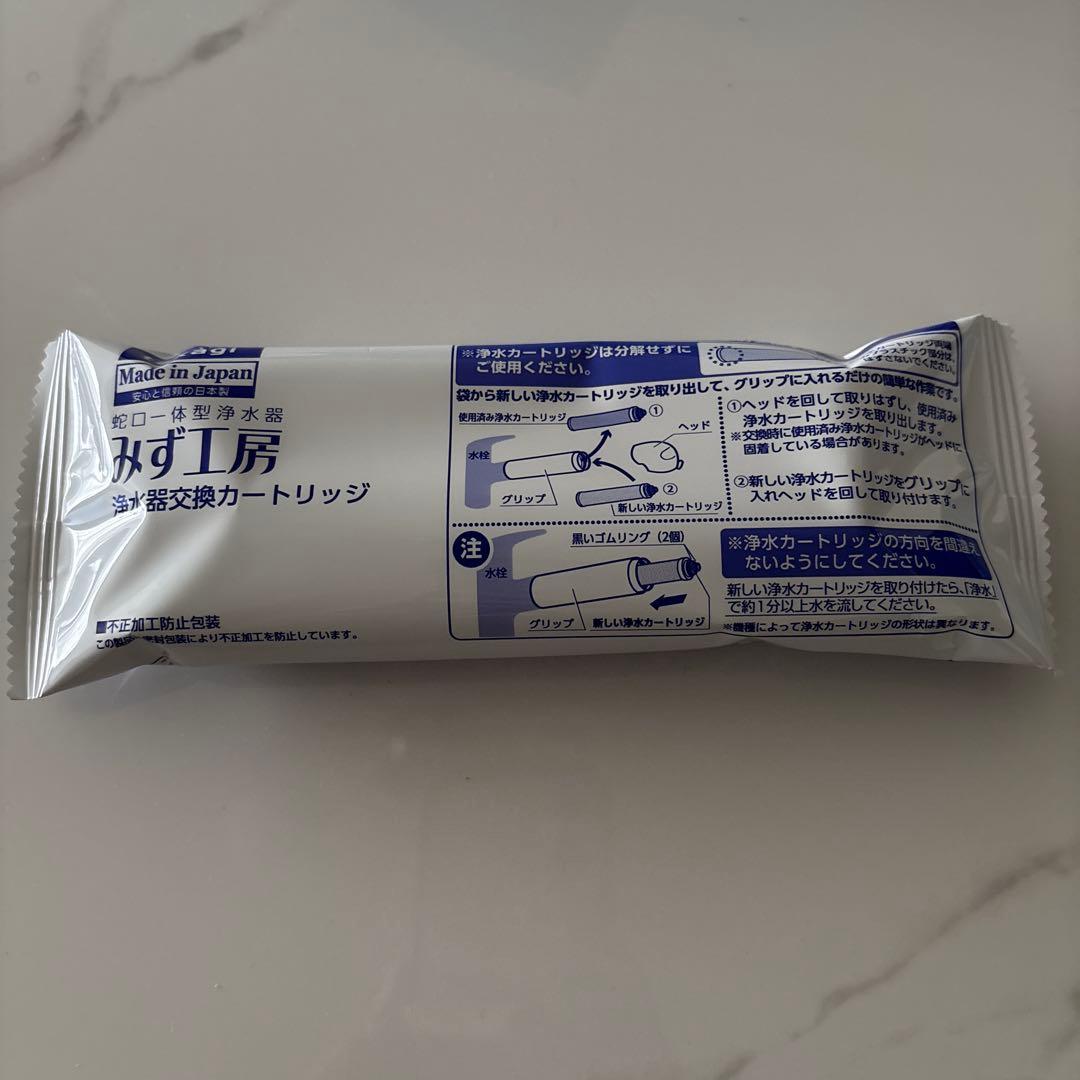 Made in Japan
安心と信頼の日本製
蛇口一体型浄水器
みず工房
浄水器交換カートリッジ
■不正加工防止包装
密封包装により不正加工を防止しています。
※浄水カートリッジは分解せずに
ご使用ください。
袋から新しい浄水カートリッジを取り出して、グリップに入れるだけの簡単な作業です。
使用済み浄水カートリッジ
①
ヘッド
水栓
グリップ
②
新しい浄水カートリッジ
①ヘッドを回して取りはずし、使用済み
浄水カートリッジを取り出します。
※交換時に使用済み浄水カートリッジがヘッドに
固着している場合があります。
②新しい浄水カートリッジをグリップに
入れヘッドを回して取り付けます。
注
黒いゴムリング(2個)
水栓
グリップ
新しい浄水カートリッジ
※浄水カートリッジの方向を間違え
ないようにしてください。
新しい浄水カートリッジを取り付けたら、「浄水」
で約1分以上水を流してください。
※機種によって浄水カートリッジの形状は異なります。